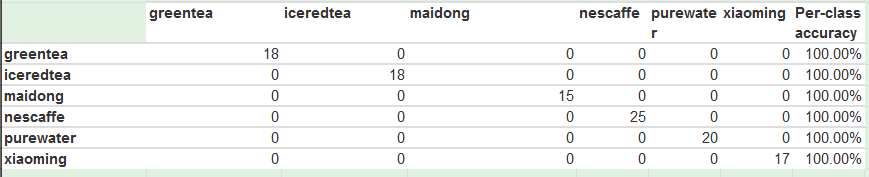 greentea iceredtea maidong nescaffe purewater xiaoming Per-class accuracy
greentea 18 0 0 0 0 0 100.00%
iceredtea 0 18 0 0 0 0 100.00%
maidong 0 0 15 0 0 0 100.00%
nescaffe 0 0 0 25 0 0 100.00%
purewater 0 0 0 0 20 0 100.00%
xiaoming 0 0 0 0 0 17 100.00%